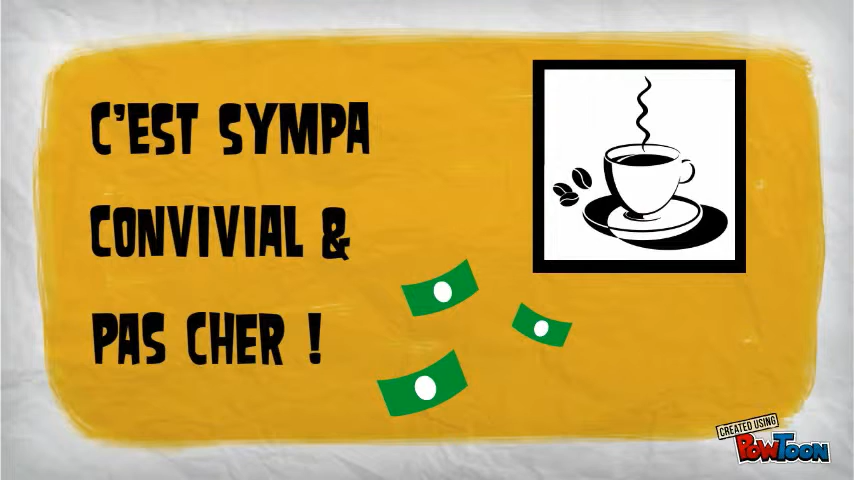 C'EST SYMPA
CONVIVIAL &
PAS CHER !
CREATED USING
POWTOON